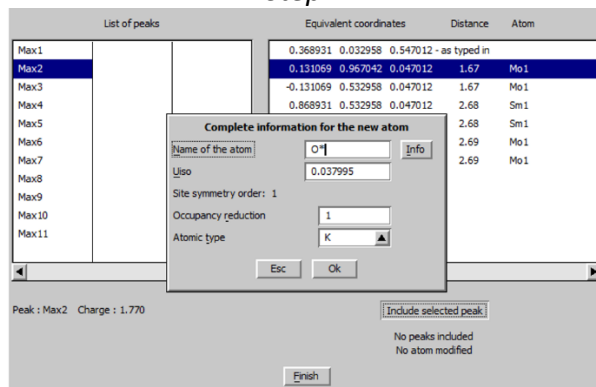 List of peaks
Equivalent coordinates Distance Atom
Max1
Max2
Max3
Max4
Max5
Max6
Max7
Max8
Max9
Max10
Max11
0.368931 0.032958 0.547012 - as typed in
0.131069 0.967042 0.047012 1.67 Mo1
-0.131069 0.532958 0.047012 1.67 Mo1
0.868931 0.532958 0.047012 2.68 Sm1
2.68 Sm1
2.69 Mo1
2.69 Mo1
Complete information for the new atom
Name of the atom O* Info
Uiso 0.037995
Site symmetry order: 1
Occupancy reduction 1
Atomic type K
Esc Ok
Peak : Max2 Charge : 1.770
Include selected peak
No peaks included
No atom modified
Finish